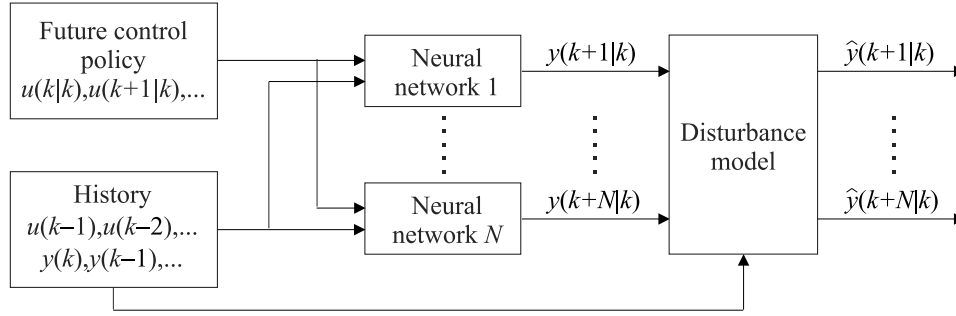 Future control
policy
u(k|k),u(k+1|k),...
History
u(k−1),u(k−2),...
y(k),y(k−1),...
Neural
network 1
Neural
network N
y(k+1|k)
y(k+N|k)
Disturbance
model
ŷ(k+1|k)
ŷ(k+N|k)